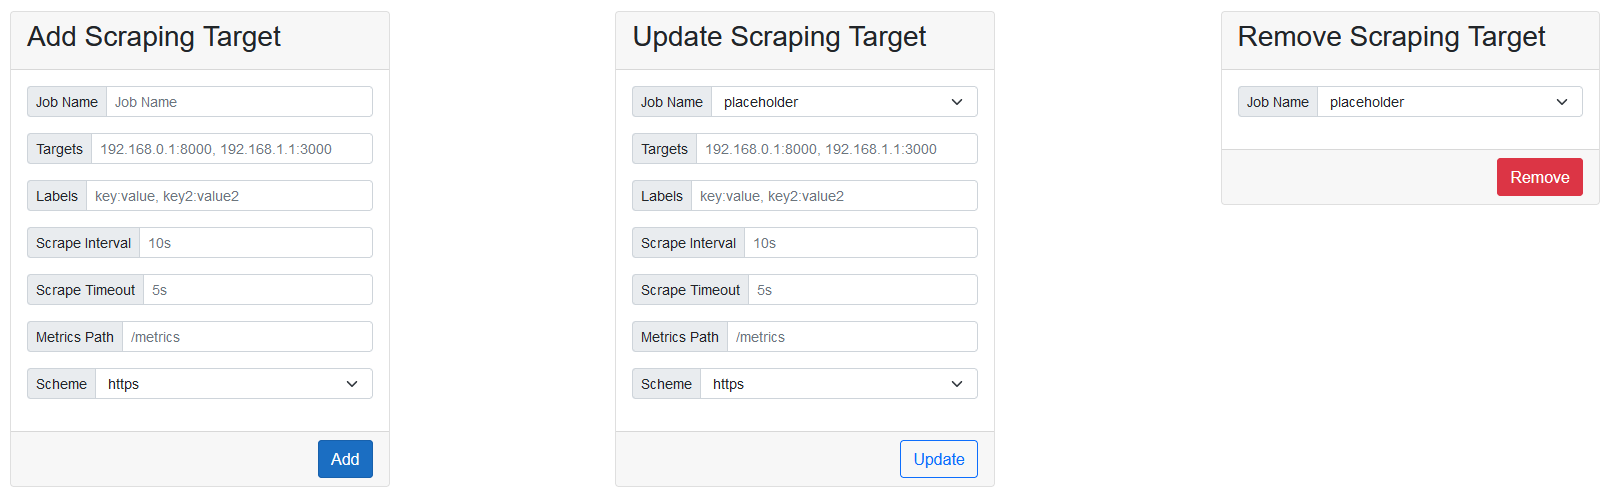 Add Scraping Target
Job Name Job Name
Targets 192.168.0.1:8000, 192.168.1.1:3000
Labels key:value, key2:value2
Scrape Interval 10s
Scrape Timeout 5s
Metrics Path /metrics
Scheme https
Add
Update Scraping Target
Job Name placeholder
Targets 192.168.0.1:8000, 192.168.1.1:3000
Labels key:value, key2:value2
Scrape Interval 10s
Scrape Timeout 5s
Metrics Path /metrics
Scheme https
Update
Remove Scraping Target
Job Name placeholder
Remove